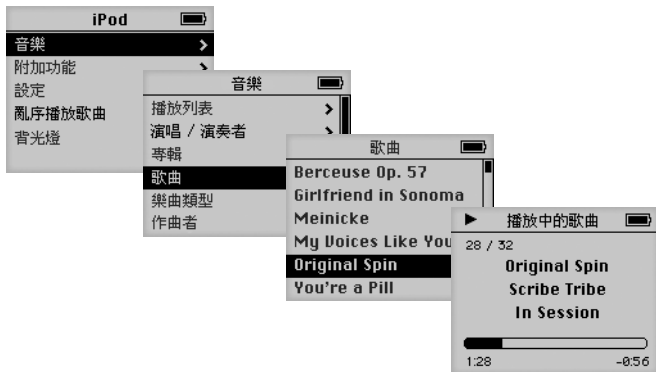 iPod
音樂
附加功能
設定
亂序播放歌曲
背光燈
音樂
播放列表
演唱 / 演奏者
專輯
歌曲
樂曲類型
作曲者
歌曲
Berceuse Op. 57
Girlfriend in Sonoma
Meinicke
My Voices Like You
Original Spin
You're a Pill
播放中的歌曲
28 / 32
Original Spin
Scribe Tribe
In Session
1:28
-0:56